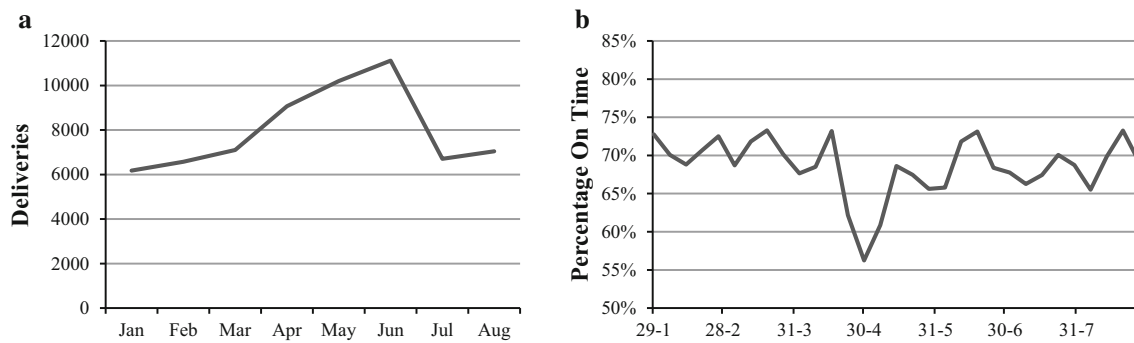 a
12000
10000
8000
6000
4000
2000
0
Deliveries
Jan Feb Mar Apr May Jun Jul Aug
b
85%
80%
75%
70%
65%
60%
55%
50%
Percentage On Time
29-1 28-2 31-3 30-4 31-5 30-6 31-7